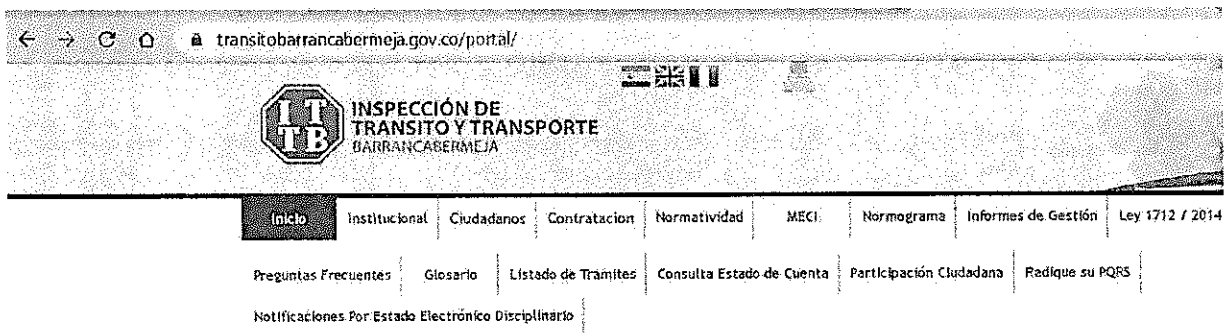 transitobarrancabermeja.gov.co/portal/
ITTB
INSPECCIÓN DE
TRANSITO Y TRANSPORTE
BARRANCABERMEJA
Inicio Institucional Ciudadanos Contratacion Normatividad MECI Normograma Informes de Gestión Ley 1712 / 2014
Preguntas Frecuentes Glosario Listado de Tramites Consulta Estado de Cuenta Participación Ciudadana Radique su PQRS
Notificaciones Por Estado Electrónico Disciplinario